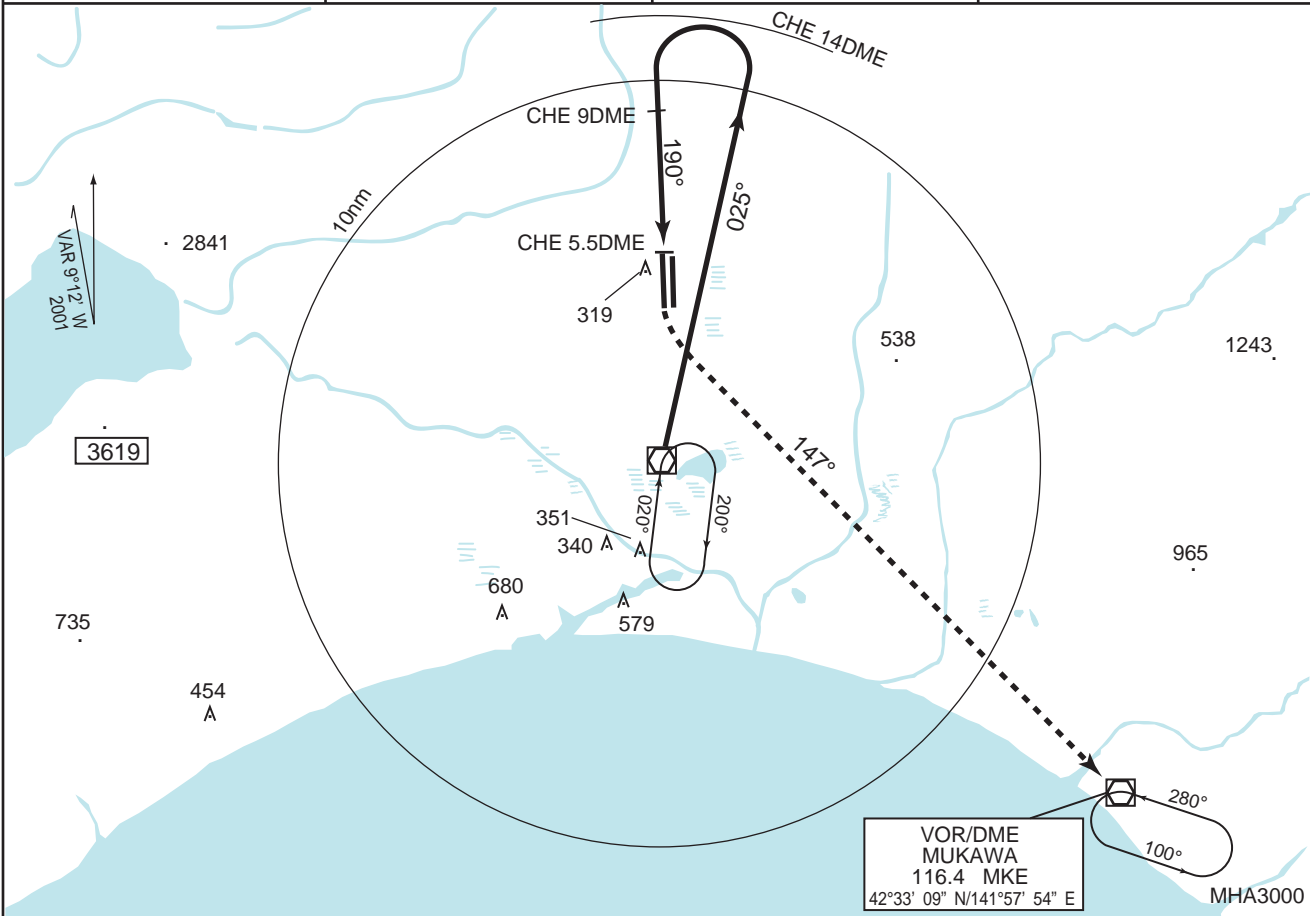 CHE 14DME
CHE 9DME
190°
025°
10nm
CHE 5.5DME
2841
VAR 9°12' W
2001
319
538
1243
3619
147°
020°
200°
351
340
965
680
579
735
454
280°
100°
VOR/DME
MUKAWA
116.4 MKE
42°33' 09" N/141°57' 54" E
MHA3000